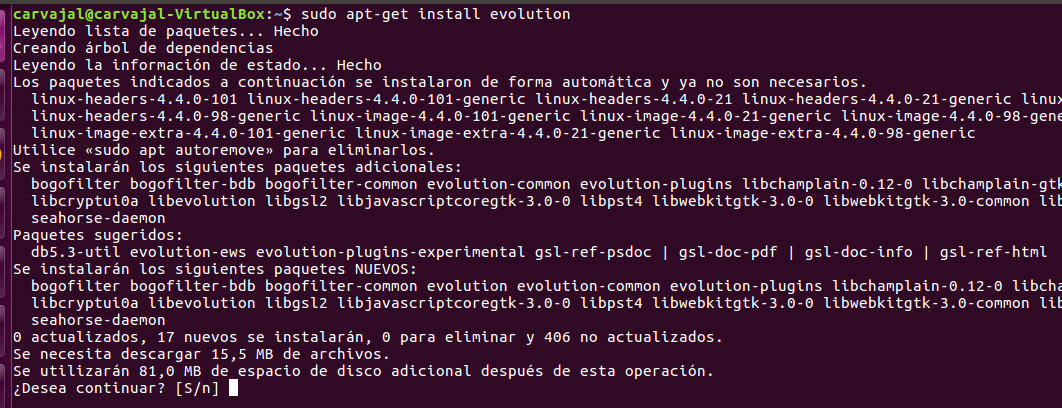 carvajal@carvajal-VirtualBox:~$ sudo apt-get install evolution
Leyendo lista de paquetes... Hecho
Creando árbol de dependencias
Leyendo la información de estado... Hecho
Los paquetes indicados a continuación se instalaron de forma automática y ya no son necesarios.
linux-headers-4.4.0-101 linux-headers-4.4.0-101-generic linux-headers-4.4.0-21 linux-headers-4.4.0-21-generic linux
linux-headers-4.4.0-98-generic linux-image-4.4.0-101-generic linux-image-4.4.0-21-generic linux-image-4.4.0-98-gene
linux-image-extra-4.4.0-101-generic linux-image-extra-4.4.0-21-generic linux-image-extra-4.4.0-98-generic
Utilice «sudo apt autoremove» para eliminarlos.
Se instalarán los siguientes paquetes adicionales:
bogofilter bogofilter-bdb bogofilter-common evolution-common evolution-plugins libchamplain-0.12-0 libchamplain-gtk
libcryptui0a libevolution libgsl2 libjavascriptcoregtk-3.0-0 libpst4 libwebkitgtk-3.0-0 libwebkitgtk-3.0-common lib
seahorse-daemon
Paquetes sugeridos:
db5.3-util evolution-ews evolution-plugins-experimental gsl-ref-psdoc | gsl-doc-pdf | gsl-doc-info | gsl-ref-html
Se instalarán los siguientes paquetes NUEVOS:
bogofilter bogofilter-bdb bogofilter-common evolution evolution-common evolution-plugins libchamplain-0.12-0 libcha
libcryptui0a libevolution libgsl2 libjavascriptcoregtk-3.0-0 libpst4 libwebkitgtk-3.0-0 libwebkitgtk-3.0-common lib
seahorse-daemon
0 actualizados, 17 nuevos se instalarán, 0 para eliminar y 406 no actualizados.
Se necesita descargar 15,5 MB de archivos.
Se utilizarán 81,0 MB de espacio de disco adicional después de esta operación.
¿Desea continuar? [S/n]